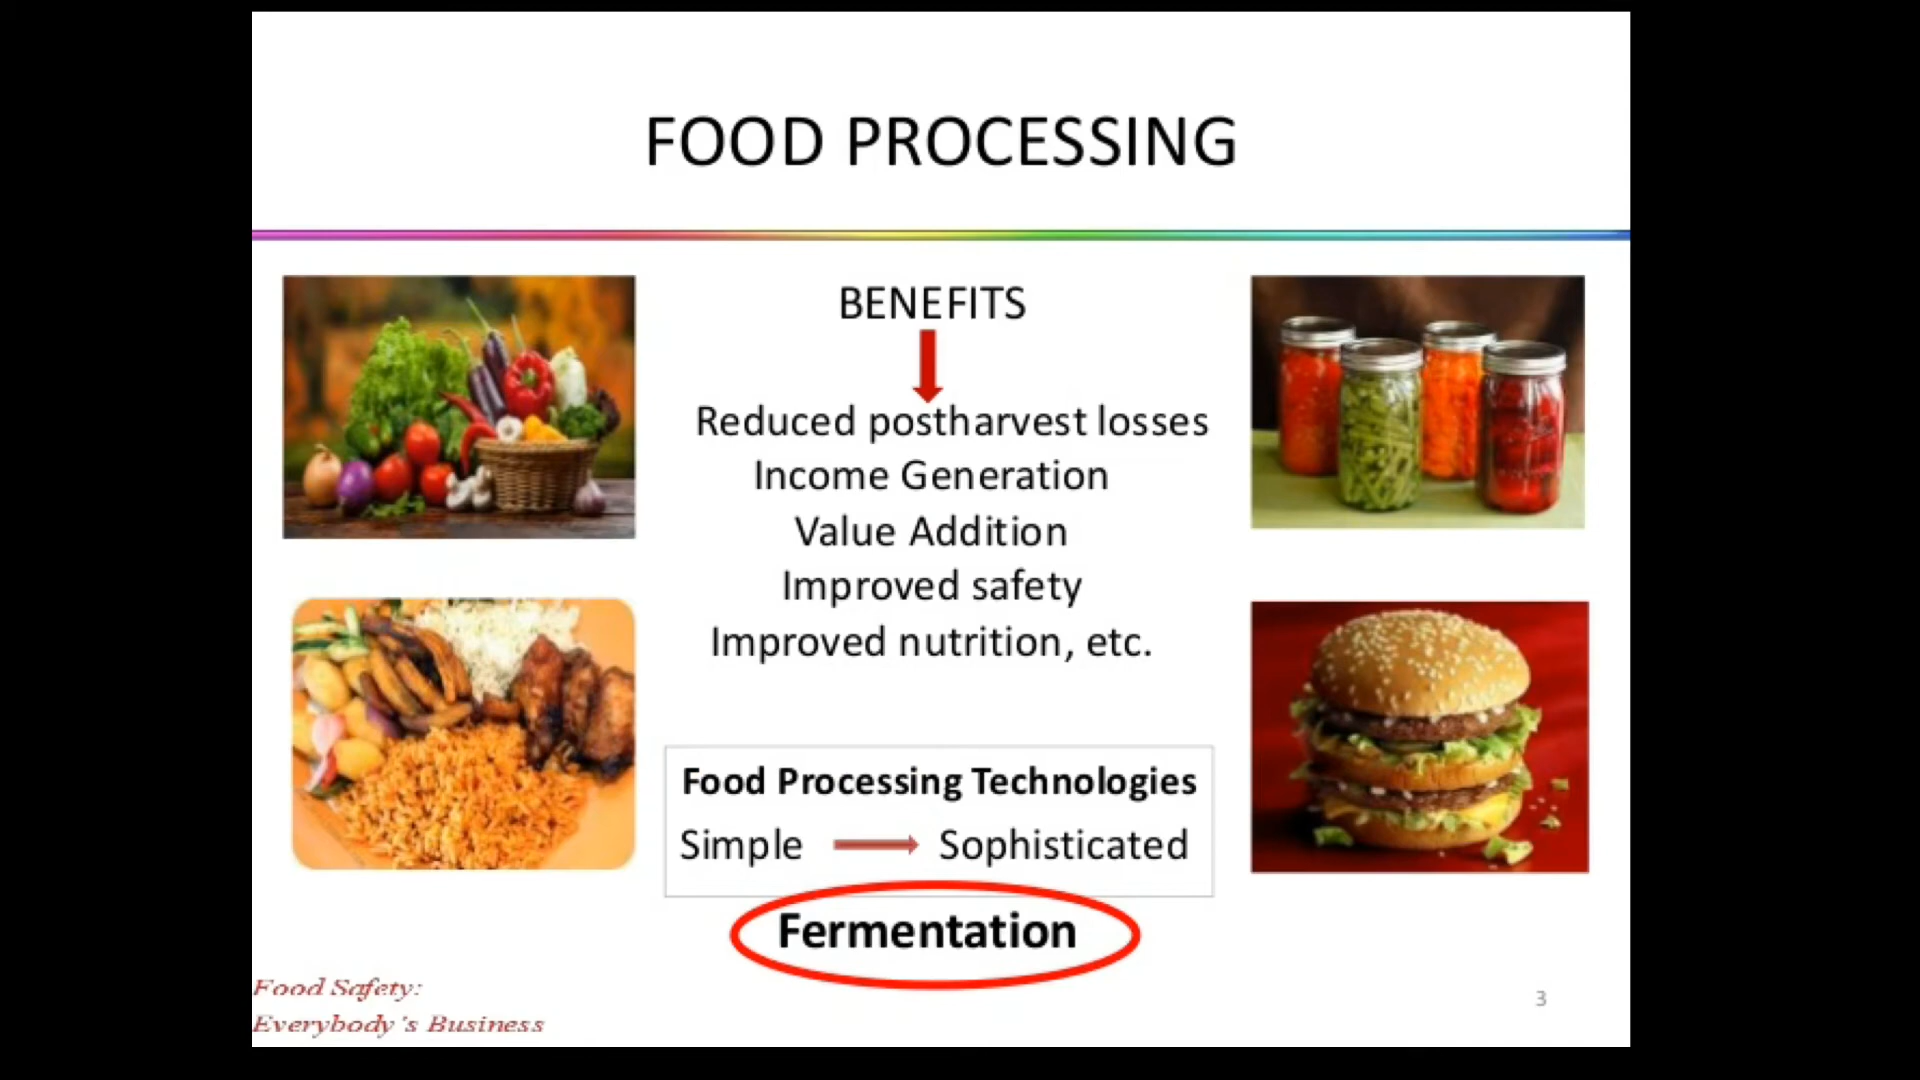 FOOD PROCESSING
BENEFITS
Reduced postharvest losses
Income Generation
Value Addition
Improved safety
Improved nutrition, etc.
Food Processing Technologies
Simple Sophisticated
Fermentation
Food Safety:
Everybody's Business
3